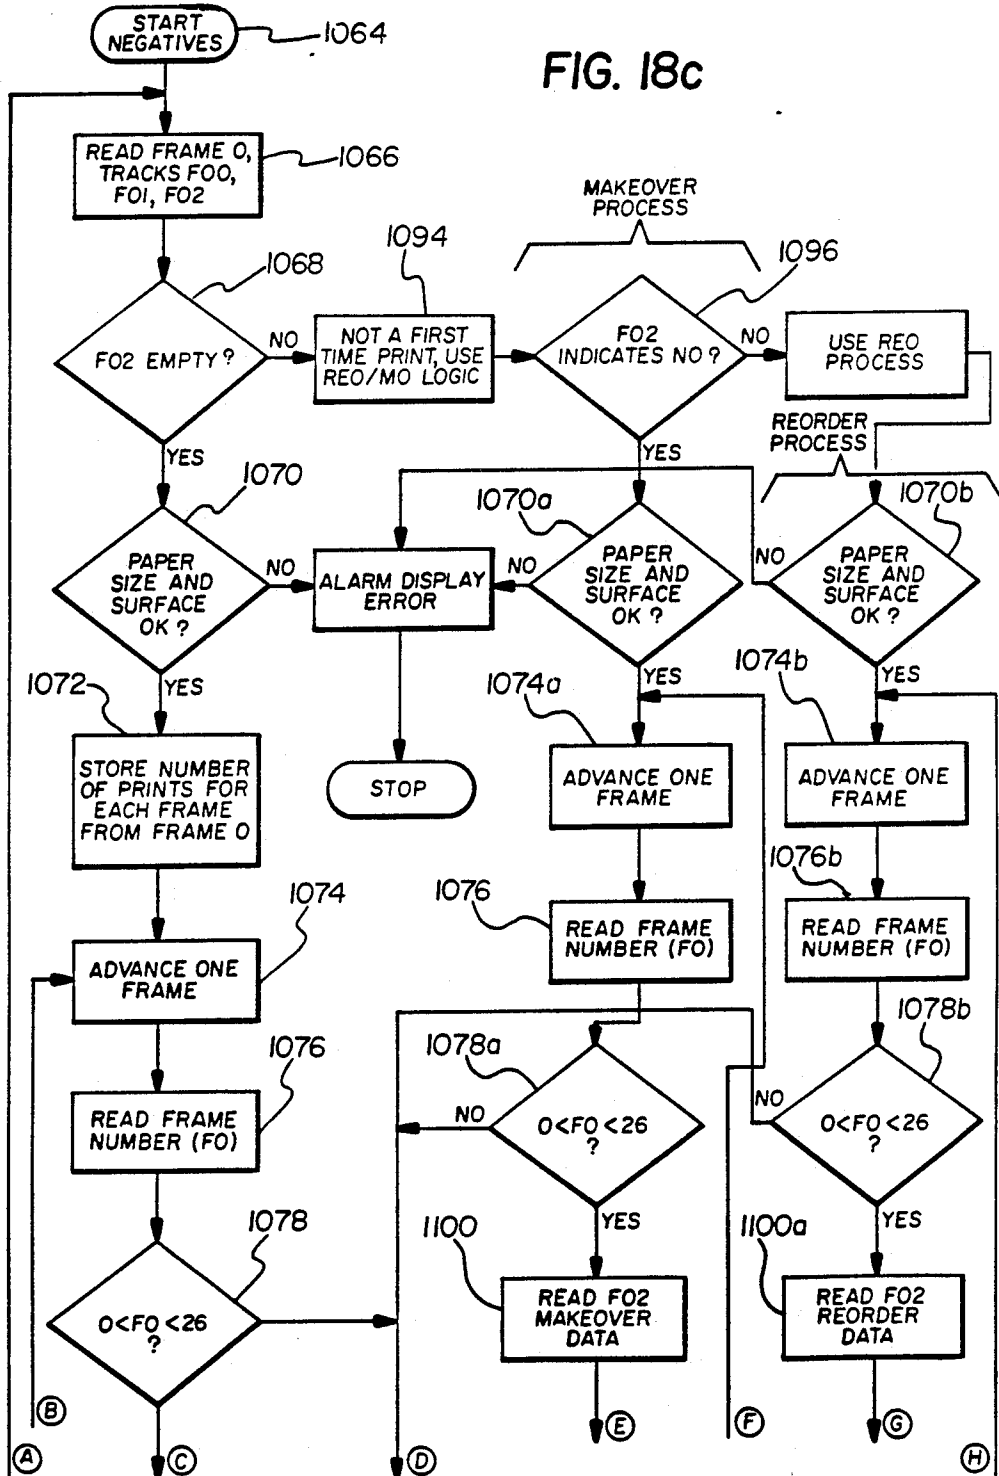 START
NEGATIVES
1064
FIG. 18c
READ FRAME 0,
TRACKS F00,
F01, F02
1066
MAKEOVER
PROCESS
1068
1094
1096
F02 EMPTY?
NO
NOT A FIRST
TIME PRINT, USE
REO/MO LOGIC
F02
INDICATES NO?
NO
USE REO
PROCESS
YES
YES
REORDER
PROCESS
1070
1070a
1070b
PAPER
SIZE AND
SURFACE
OK?
NO
ALARM DISPLAY
ERROR
NO
PAPER
SIZE AND
SURFACE
OK?
NO
PAPER
SIZE AND
SURFACE
OK?
YES
YES
YES
1072
1074a
1074b
STORE NUMBER
OF PRINTS FOR
EACH FRAME
FROM FRAME 0
STOP
ADVANCE ONE
FRAME
ADVANCE ONE
FRAME
1074
1076
1076b
ADVANCE ONE
FRAME
READ FRAME
NUMBER (F0)
READ FRAME
NUMBER (F0)
1076
1078a
1078b
READ FRAME
NUMBER (F0)
NO
0<F0<26
?
NO
0<F0<26
?
YES
YES
1078
1100
1100a
0<F0<26
?
READ F02
MAKEOVER
DATA
READ F02
REORDER
DATA
B
E
F
G
A
C
D
H